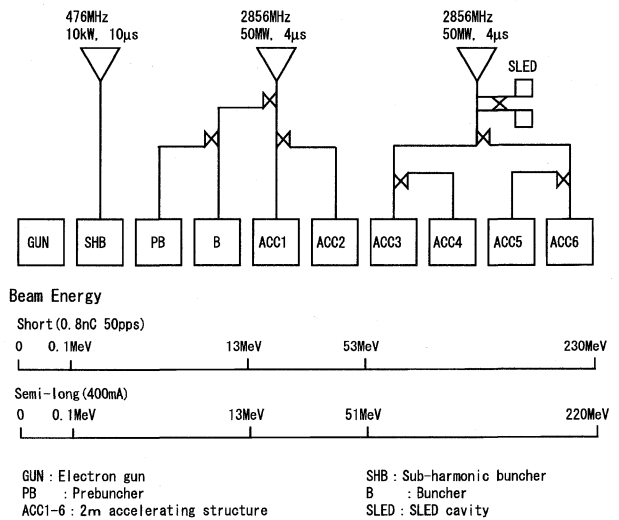 476MHz 2856MHz 2856MHz
10kW, 10μs 50MW, 4μs 50MW, 4μs
SLED
GUN SHB PB B ACC1 ACC2 ACC3 ACC4 ACC5 ACC6
Beam Energy
Short(0.8nC 50pps)
0 0.1MeV 13MeV 53MeV 230MeV
Semi-long(400mA)
0 0.1MeV 13MeV 51MeV 220MeV
GUN : Electron gun SHB : Sub-harmonic buncher
PB : Prebuncher B : Buncher
ACC1-6 : 2m accelerating structure SLED : SLED cavity